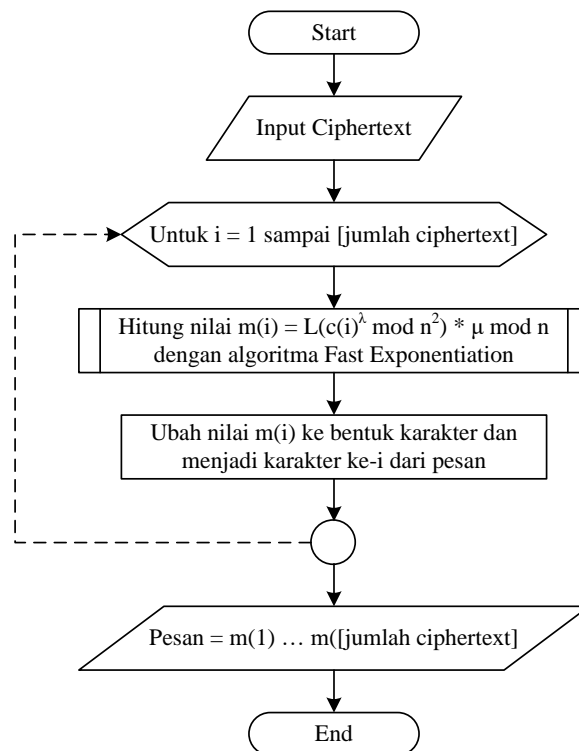 Start
Input Ciphertext
Untuk i = 1 sampai [jumlah ciphertext]
Hitung nilai m(i) = L(c(i)^λ mod n²) * μ mod n
dengan algoritma Fast Exponentiation
Ubah nilai m(i) ke bentuk karakter dan
menjadi karakter ke-i dari pesan
Pesan = m(1) … m([jumlah ciphertext]
End